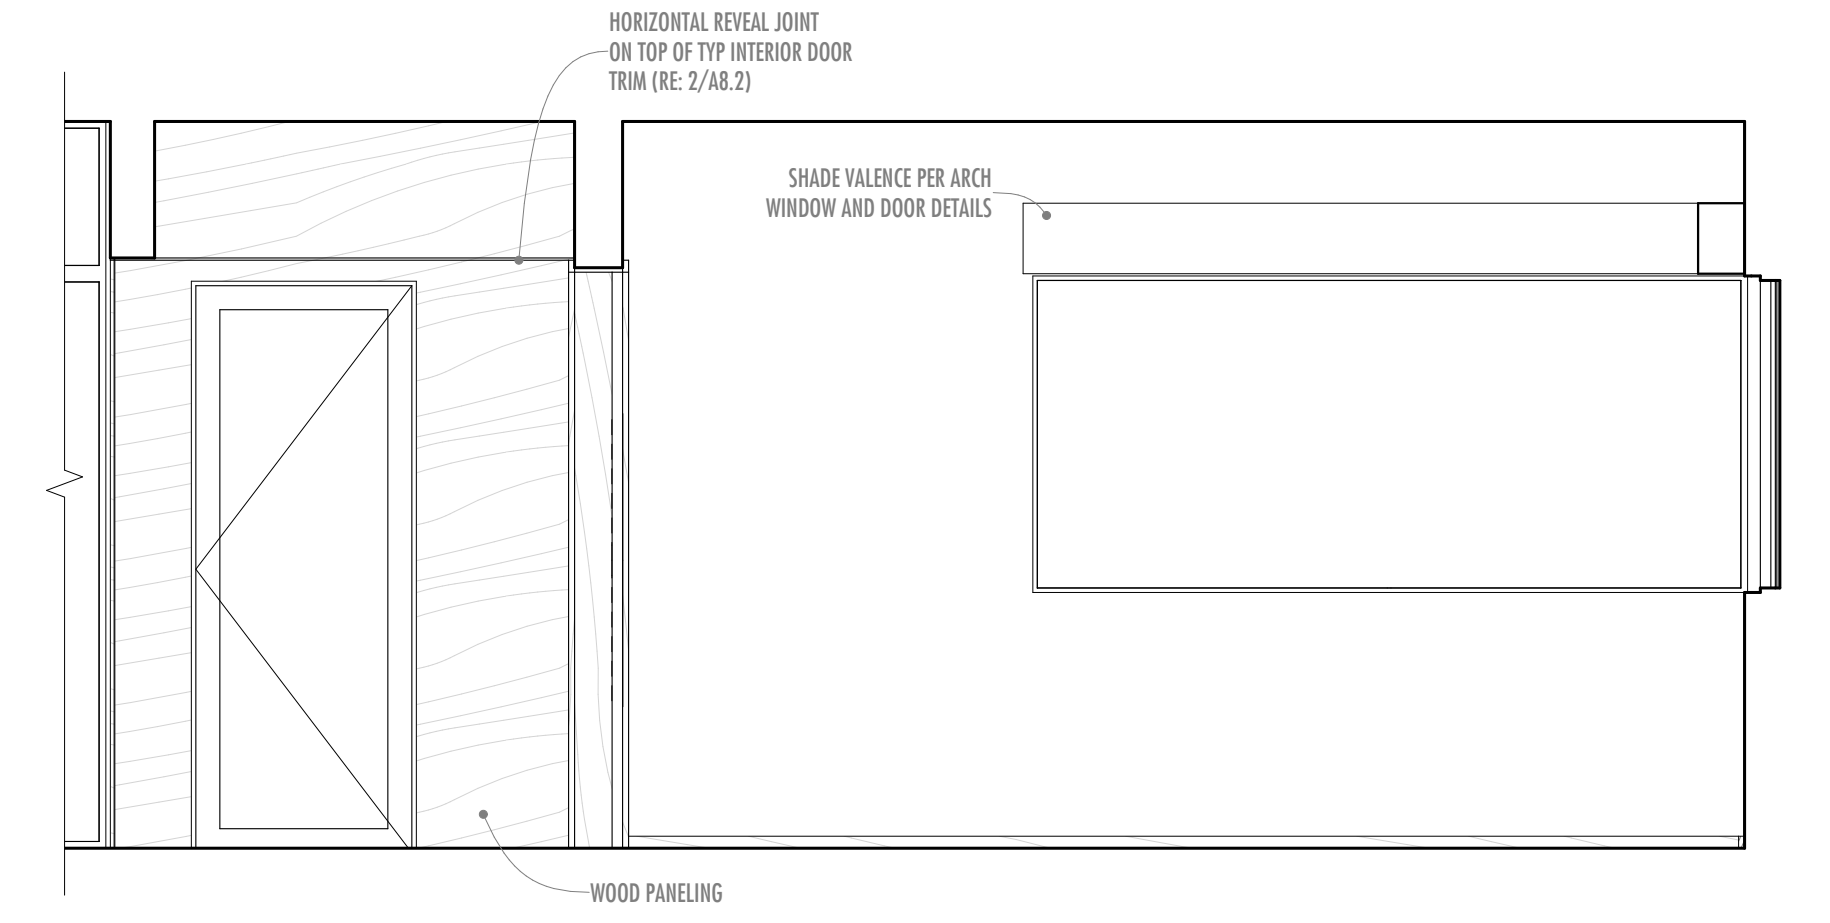 HORIZONTAL REVEAL JOINT
ON TOP OF TYP INTERIOR DOOR
TRIM (RE: 2/A8.2)
SHADE VALENCE PER ARCH
WINDOW AND DOOR DETAILS
WOOD PANELING